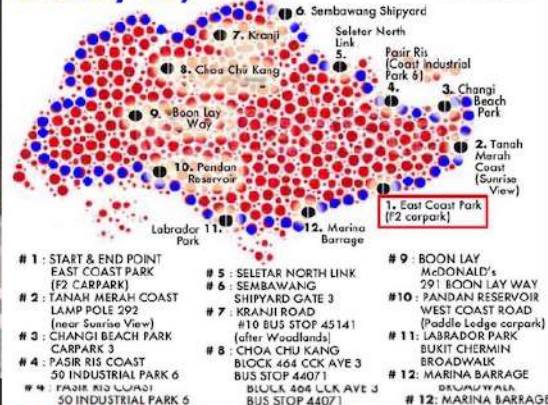 6. Sembawang Shipyard
7. Kranji
Seletar North
Link
5.
8. Choa Chu Kang
Pasir Ris
(Coast Industrial
Park 6)
4.
3. Changi
Beach
Park
9. Boon Lay
Way
2. Tanah
Merah
Coast
(Sunrise
View)
10. Pandan
Reservoir
1. East Coast Park
(F2 carpark)
Labrador 11.
Park
12. Marina
Barrage
# 1 : START & END POINT
EAST COAST PARK
(F2 CARPARK)
# 2 : TANAH MERAH COAST
LAMP POLE 292
(near Sunrise View)
# 3 : CHANGI BEACH PARK
CARPARK 3
# 4 : PASIR RIS COAST
50 INDUSTRIAL PARK 6
# 4 : PASIR RIS COAST
50 INDUSTRIAL PARK 6
# 5 : SELETAR NORTH LINK
# 6 : SEMBAWANG
SHIPYARD GATE 3
# 7 : KRANJI ROAD
#10 BUS STOP 45141
(after Woodlands)
# 8 : CHOA CHU KANG
BLOCK 464 CCK AVE 3
BUS STOP 44071
BLOCK 464 CCK AVE 3
BUS STOP 44071
# 9 : BOON LAY
McDONALD's
291 BOON LAY WAY
#10 : PANDAN RESERVOIR
WEST COAST ROAD
(Paddle Lodge carpark)
# 11: LABRADOR PARK
BUKIT CHERMIN
BROADWALK
# 12: MARINA BARRAGE
BROADWALK
# 12: MARINA BARRAGE